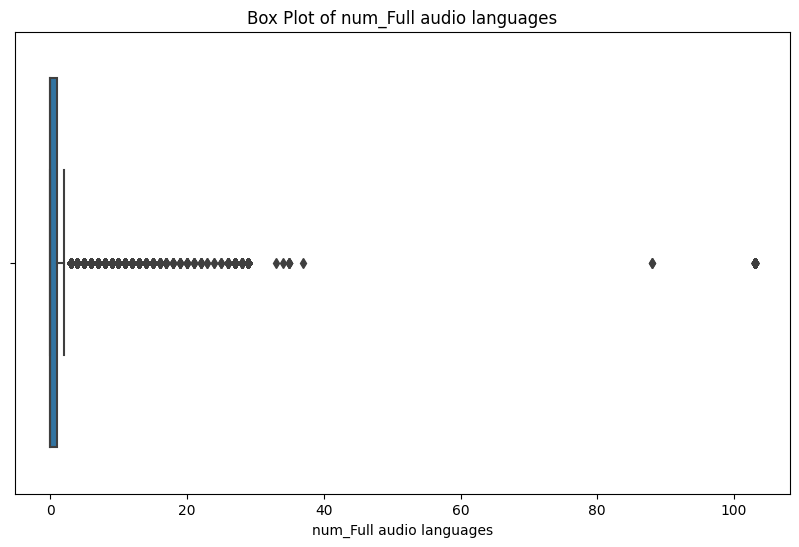 Box Plot of num_Full audio languages
0 20 40 60 80 100
num_Full audio languages